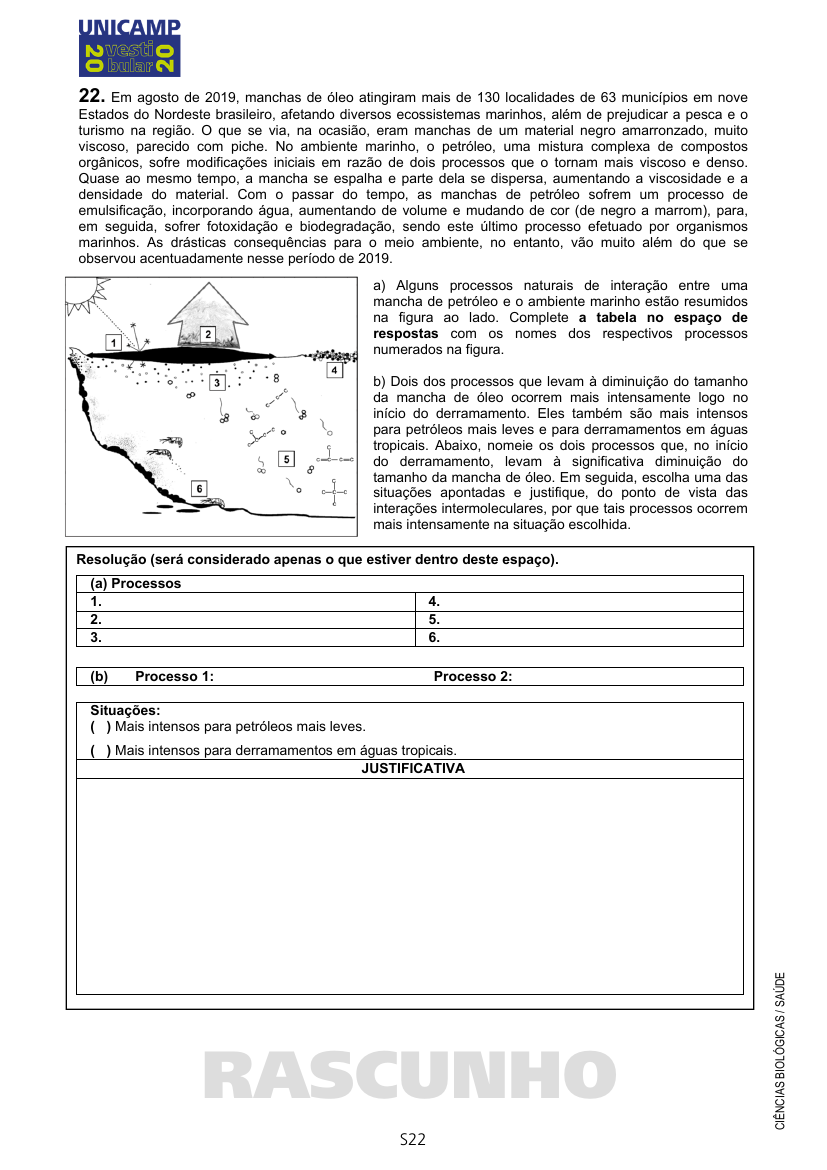 UNICAMP
20 vesti 20
bular
22. Em agosto de 2019, manchas de óleo atingiram mais de 130 localidades de 63 municípios em nove
Estados do Nordeste brasileiro, afetando diversos ecossistemas marinhos, além de prejudicar a pesca e o
turismo na região. O que se via, na ocasião, eram manchas de um material negro amarronzado, muito
viscoso, parecido com piche. No ambiente marinho, o petróleo, uma mistura complexa de compostos
orgânicos, sofre modificações iniciais em razão de dois processos que o tornam mais viscoso e denso.
Quase ao mesmo tempo, a mancha se espalha e parte dela se dispersa, aumentando a viscosidade e a
densidade do material. Com o passar do tempo, as manchas de petróleo sofrem um processo de
emulsificação, incorporando água, aumentando de volume e mudando de cor (de negro a marrom), para,
em seguida, sofrer fotoxidação e biodegradação, sendo este último processo efetuado por organismos
marinhos. As drásticas consequências para o meio ambiente, no entanto, vão muito além do que se
observou acentuadamente nesse período de 2019.
1
2
3
4
5
6
a) Alguns processos naturais de interação entre uma
mancha de petróleo e o ambiente marinho estão resumidos
na figura ao lado. Complete a tabela no espaço de
respostas com os nomes dos respectivos processos
numerados na figura.
b) Dois dos processos que levam à diminuição do tamanho
da mancha de óleo ocorrem mais intensamente logo no
início do derramamento. Eles também são mais intensos
para petróleos mais leves e para derramamentos em águas
tropicais. Abaixo, nomeie os dois processos que, no início
do derramamento, levam à significativa diminuição do
tamanho da mancha de óleo. Em seguida, escolha uma das
situações apontadas e justifique, do ponto de vista das
interações intermoleculares, por que tais processos ocorrem
mais intensamente na situação escolhida.
Resolução (será considerado apenas o que estiver dentro deste espaço).
(a) Processos
1. 4.
2. 5.
3. 6.
(b) Processo 1: Processo 2:
Situações:
( ) Mais intensos para petróleos mais leves.
( ) Mais intensos para derramamentos em águas tropicais.
JUSTIFICATIVA
CIÊNCIAS BIOLÓGICAS / SAÚDE
RASCUNHO
S22